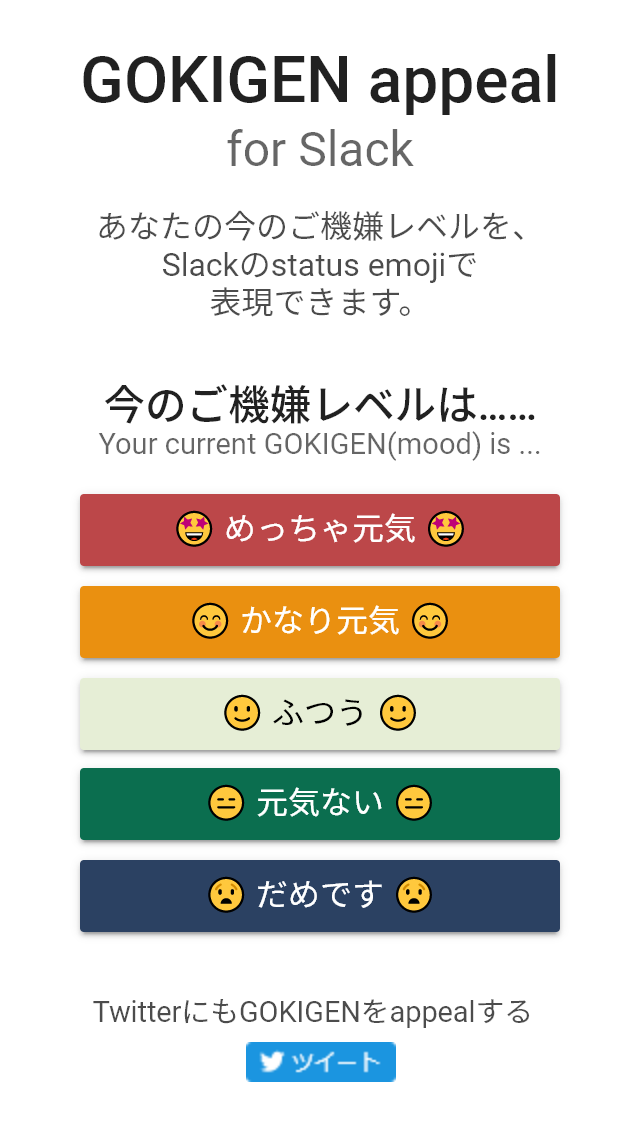 GOKIGEN appeal
for Slack
あなたの今のご機嫌レベルを、
Slackのstatus emojiで
表現できます。
今のご機嫌レベルは……
Your current GOKIGEN(mood) is ...
🤩 めっちゃ元気 🤩
😊 かなり元気 😊
🙂 ふつう 🙂
😑 元気ない 😑
😧 だめです 😧
TwitterにもGOKIGENをappealする
ツイート